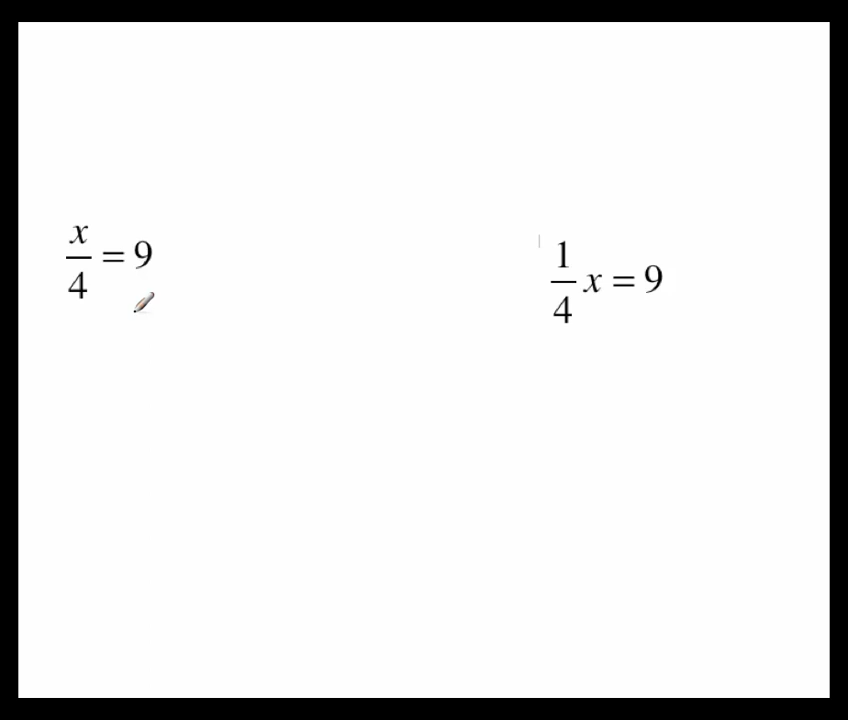 x/4 = 9
1/4 x = 9